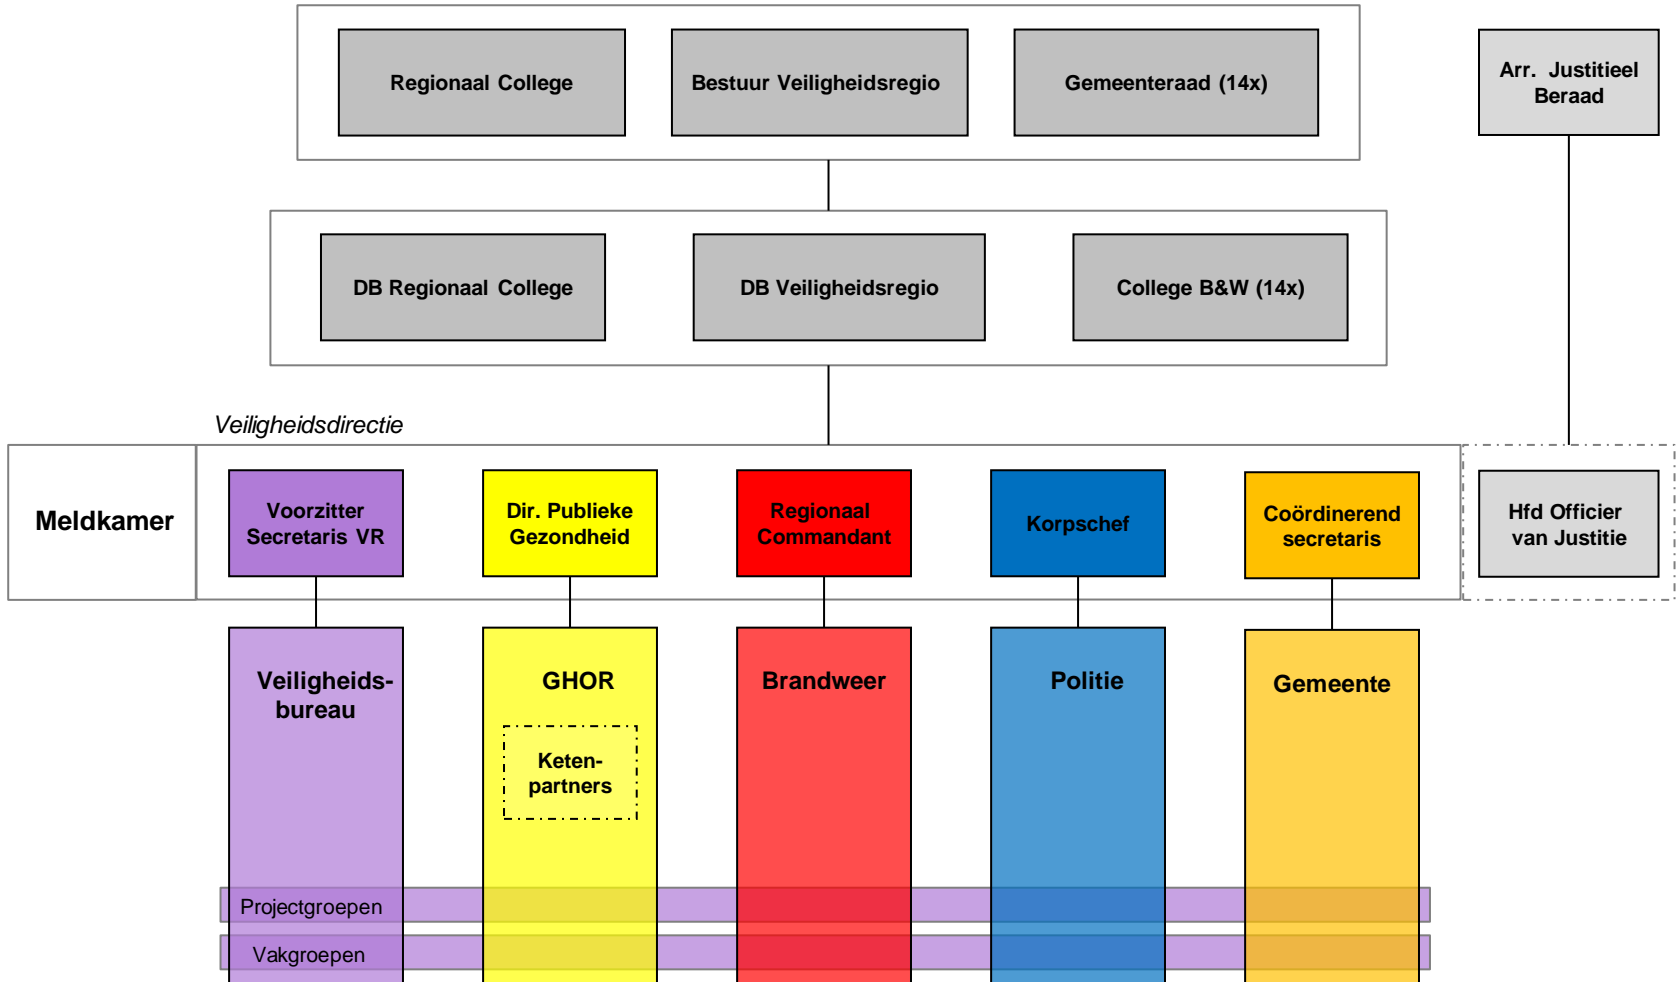 Regionaal College
Bestuur Veiligheidsregio
Gemeenteraad (14x)
Arr. Justitieel
Beraad
DB Regionaal College
DB Veiligheidsregio
College B&W (14x)
Veiligheidsdirectie
Meldkamer
Voorzitter
Secretaris VR
Dir. Publieke
Gezondheid
Regionaal
Commandant
Korpschef
Coördinerend
secretaris
Hfd Officier
van Justitie
Veiligheids-
bureau
GHOR
Keten-
partners
Brandweer
Politie
Gemeente
Projectgroepen
Vakgroepen